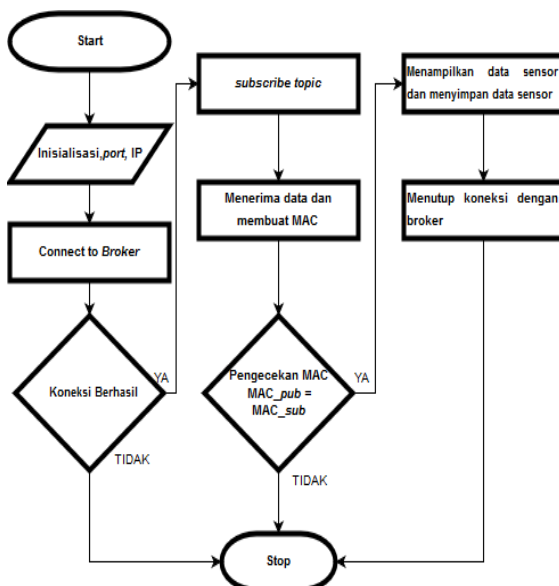 Start
Inisialisasi,port, IP
Connect to Broker
Koneksi Berhasil
YA
TIDAK
subscribe topic
Menerima data dan
membuat MAC
Pengecekan MAC
MAC_pub =
MAC_sub
YA
TIDAK
Menampilkan data sensor
dan menyimpan data sensor
Menutup koneksi dengan
broker
Stop